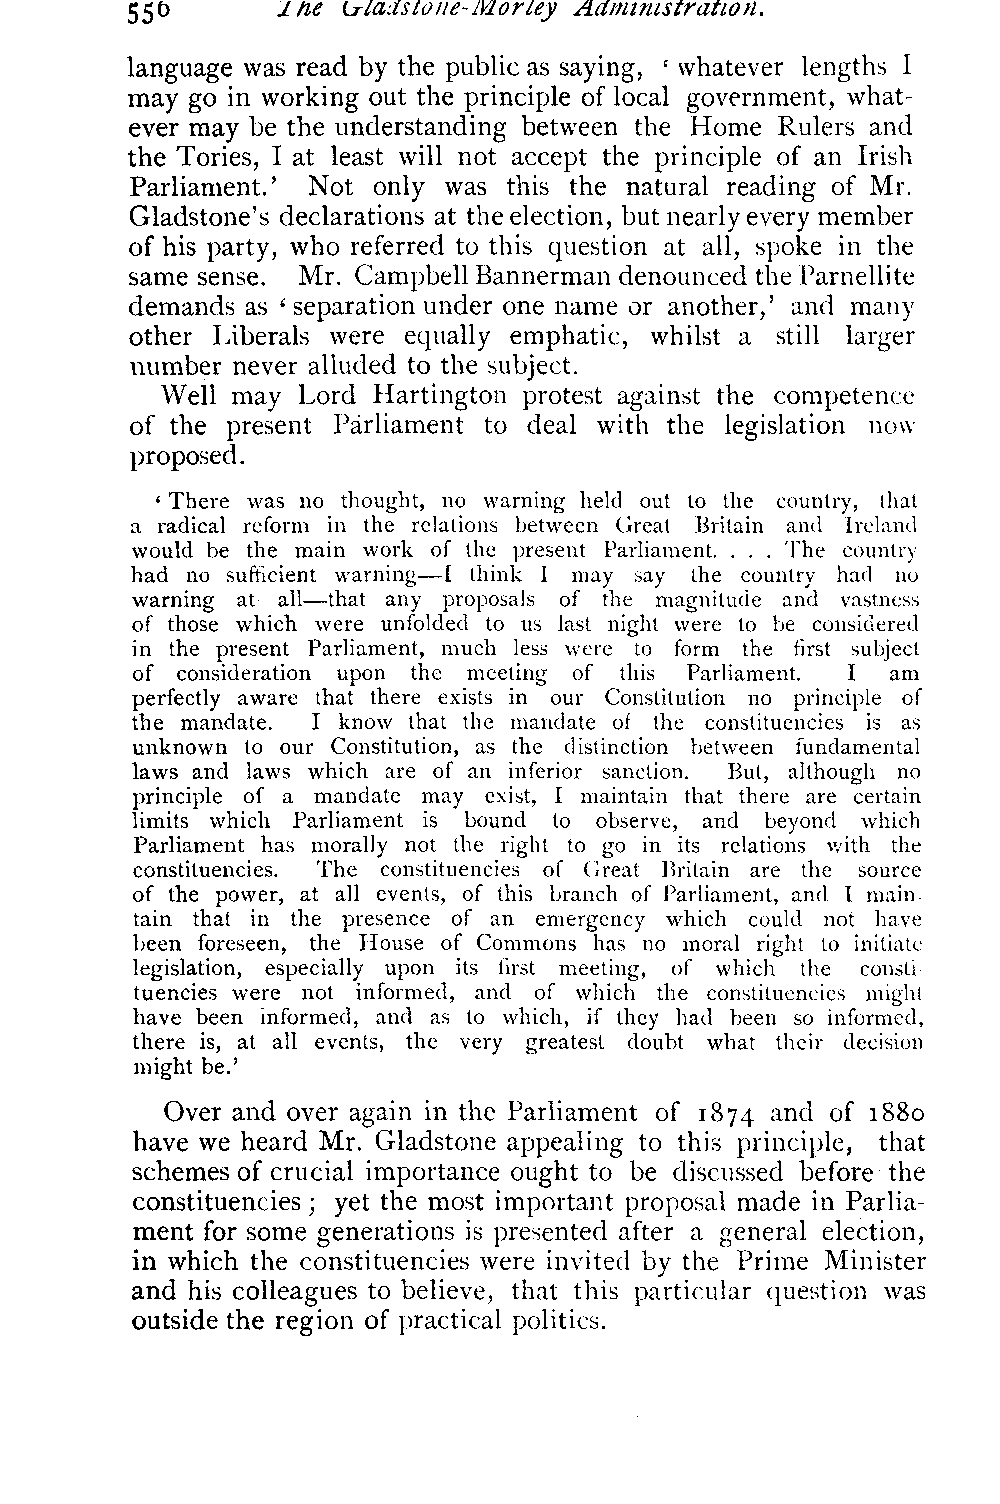 556 The Gladstone-Morley Administration.
language was read by the public as saying, ‘ whatever lengths I
may go in working out the principle of local government, what-
ever may be the understanding between the Home Rulers and
the Tories, I at least will not accept the principle of an Irish
Parliament.’ Not only was this the natural reading of Mr.
Gladstone’s declarations at the election, but nearly every member
of his party, who referred to this question at all, spoke in the
same sense. Mr. Campbell Bannerman denounced the Parnellite
demands as ‘ separation under one name or another,’ and many
other Liberals were equally emphatic, whilst a still larger
number never alluded to the subject.
Well may Lord Hartington protest against the competence
of the present Parliament to deal with the legislation now
proposed.
‘ There was no thought, no warning held out to the country, that
a radical reform in the relations between Great Britain and Ireland
would be the main work of the present Parliament. . . . The country
had no sufficient warning—I think I may say the country had no
warning at all—that any proposals of the magnitude and vastness
of those which were unfolded to us last night were to be considered
in the present Parliament, much less were to form the first subject
of consideration upon the meeting of this Parliament. I am
perfectly aware that there exists in our Constitution no principle of
the mandate. I know that the mandate of the constituencies is as
unknown to our Constitution, as the distinction between fundamental
laws and laws which are of an inferior sanction. But, although no
principle of a mandate may exist, I maintain that there are certain
limits which Parliament is bound to observe, and beyond which
Parliament has morally not the right to go in its relations with the
constituencies. The constituencies of Great Britain are the source
of the power, at all events, of this branch of Parliament, and I main-
tain that in the presence of an emergency which could not have
been foreseen, the House of Commons has no moral right to initiate
legislation, especially upon its first meeting, of which the consti-
tuencies were not informed, and of which the constituencies might
have been informed, and as to which, if they had been so informed,
there is, at all events, the very greatest doubt what their decision
might be.’
Over and over again in the Parliament of 1874 and of 1880
have we heard Mr. Gladstone appealing to this principle, that
schemes of crucial importance ought to be discussed before the
constituencies ; yet the most important proposal made in Parlia-
ment for some generations is presented after a general election,
in which the constituencies were invited by the Prime Minister
and his colleagues to believe, that this particular question was
outside the region of practical politics.